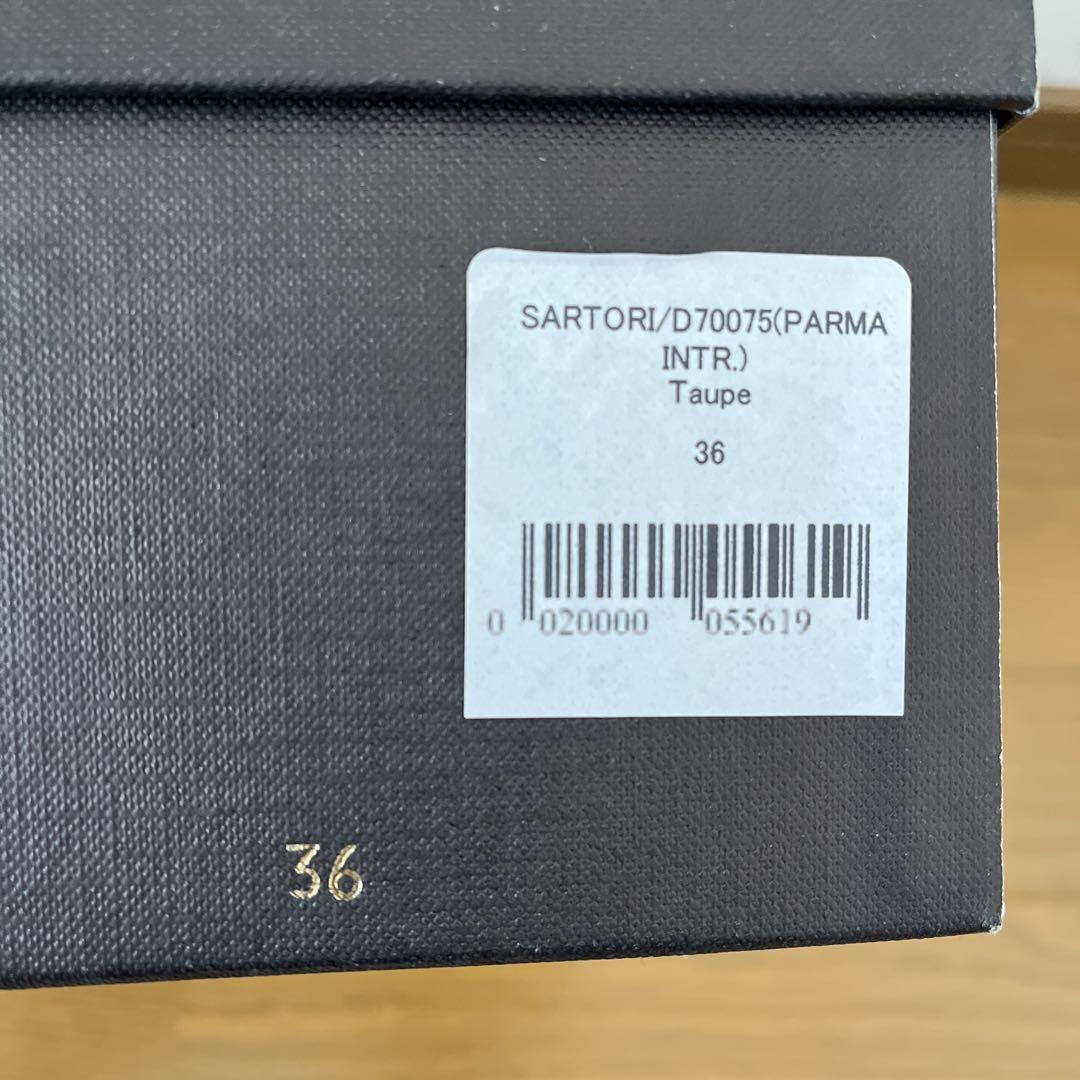 SARTORI/D70075(PARMA
INTR.)
Taupe
36
0 020000 055619
36